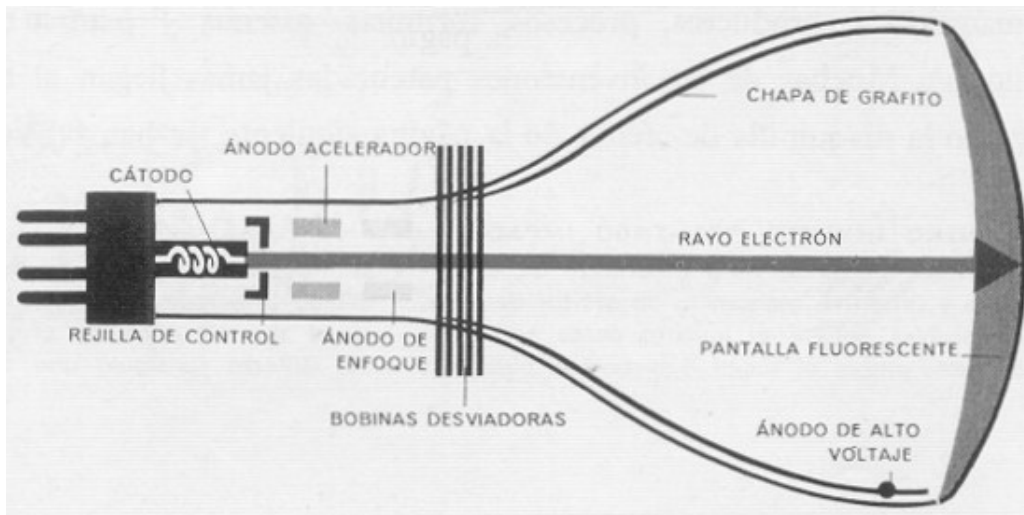 CHAPA DE GRAFITO
ÁNODO ACELERADOR
CÁTODO
RAYO ELECTRÓN
REJILLA DE CONTROL
ÁNODO DE
ENFOQUE
PANTALLA FLUORESCENTE
BOBINAS DESVIADORAS
ÁNODO DE ALTO
VOLTAJE